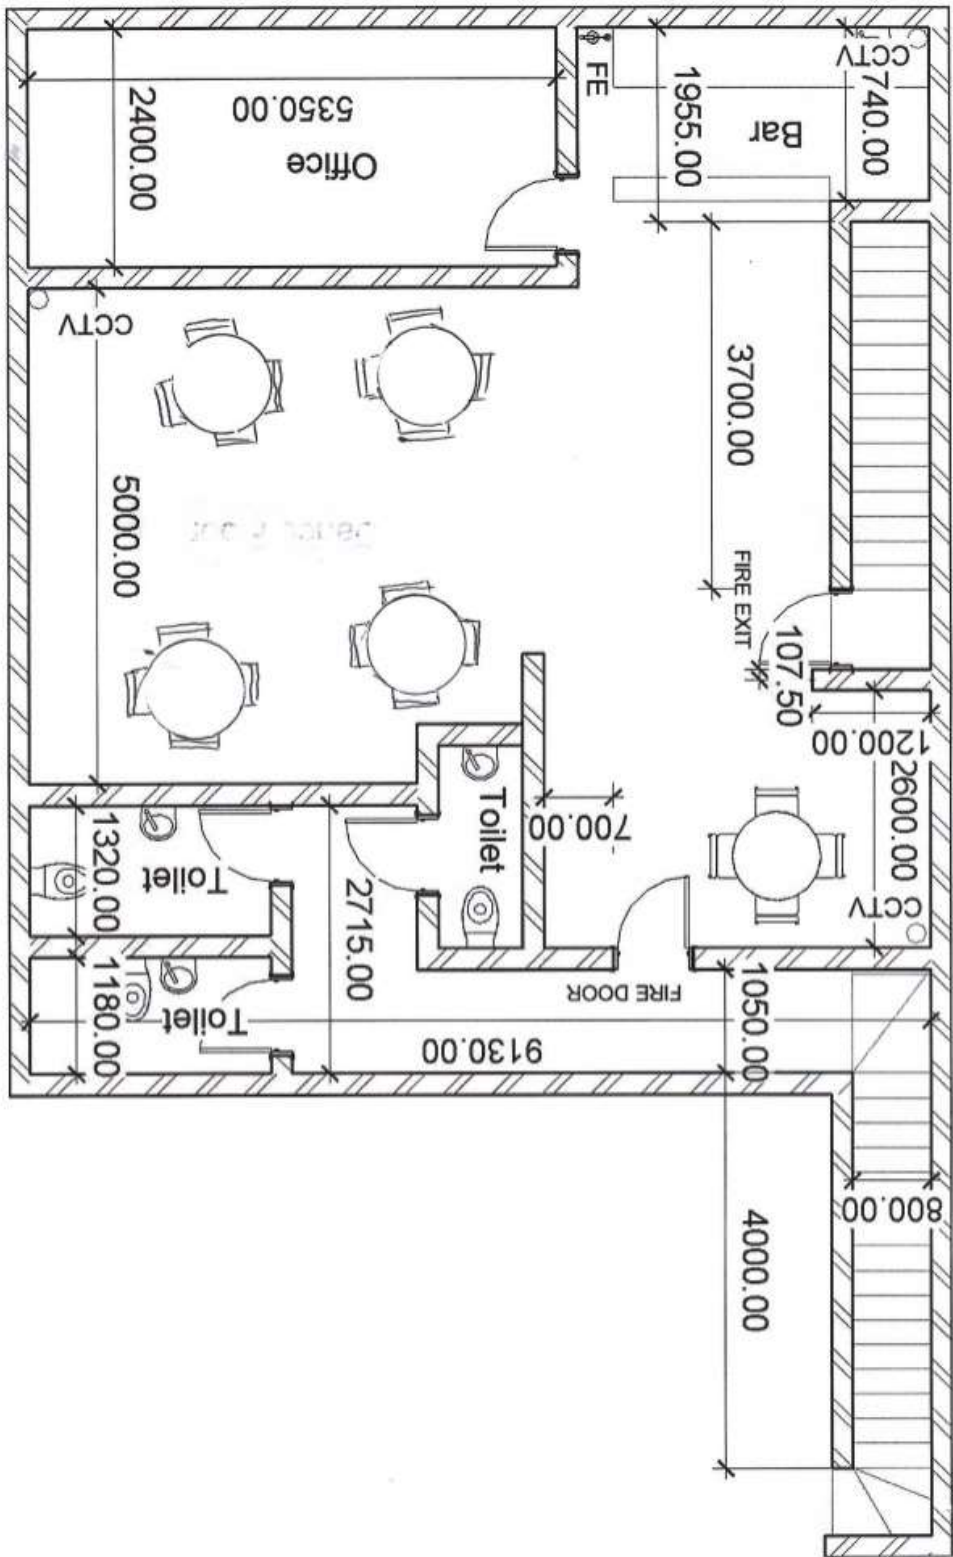 CCTV
740.00
Bar
1955.00
FE
5350.00
Office
2400.00
CCTV
3700.00
5000.00
FIRE EXIT
107.50
1200.00
2600.00
700.00
Toilet
CCTV
Toilet
1320.00
2715.00
FIRE DOOR
1050.00
Toilet
1180.00
9130.00
800.00
4000.00